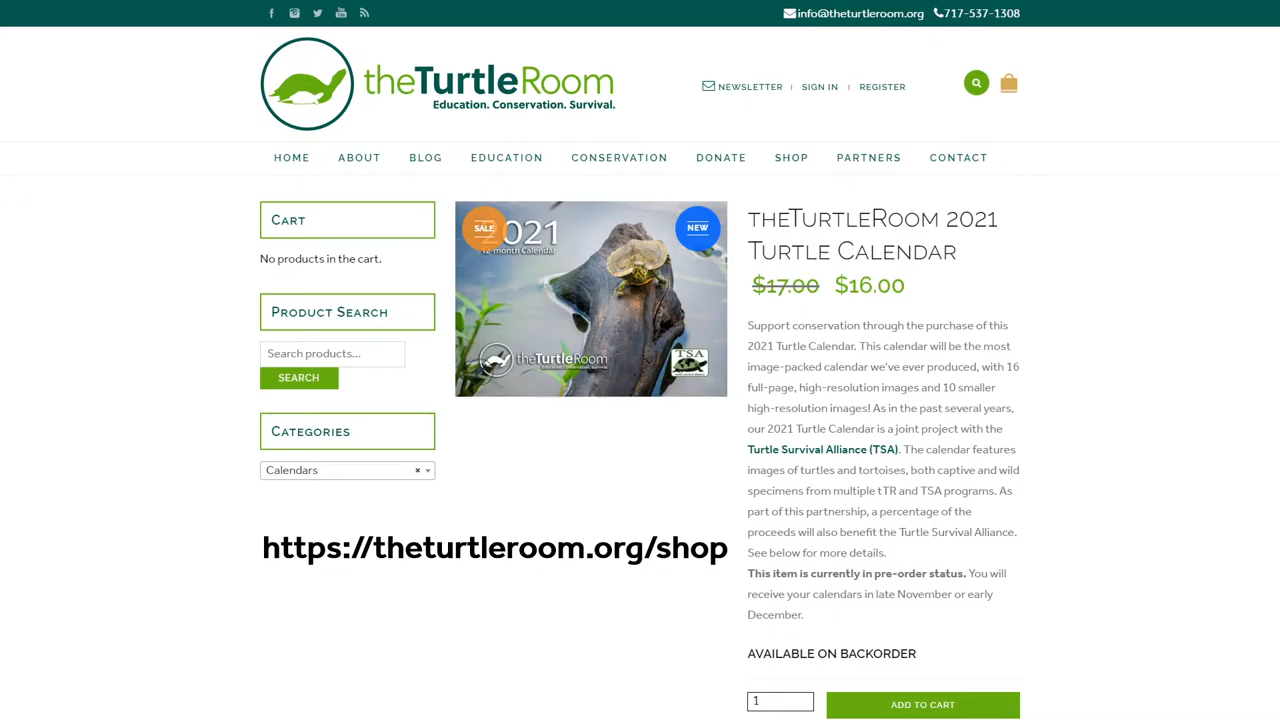 info@theturtleroom.org 717-537-1308
theTurtleRoom
Education. Conservation. Survival.
NEWSLETTER | SIGN IN | REGISTER
HOME ABOUT BLOG EDUCATION CONSERVATION DONATE SHOP PARTNERS CONTACT
Cart
No products in the cart.
Product Search
Search products...
SEARCH
Categories
Calendars ×
SALE
NEW
2021
12-month Calendar
theTurtleRoom
Education. Conservation. Survival.
TSA
https://theturtleroom.org/shop
theTurtleRoom 2021
Turtle Calendar
$17.00 $16.00
Support conservation through the purchase of this
2021 Turtle Calendar. This calendar will be the most
image-packed calendar we've ever produced, with 16
full-page, high-resolution images and 10 smaller
high-resolution images! As in the past several years,
our 2021 Turtle Calendar is a joint project with the
Turtle Survival Alliance (TSA). The calendar features
images of turtles and tortoises, both captive and wild
specimens from multiple tTR and TSA programs. As
part of this partnership, a percentage of the
proceeds will also benefit the Turtle Survival Alliance.
See below for more details.
This item is currently in pre-order status. You will
receive your calendars in late November or early
December.
AVAILABLE ON BACKORDER
1
ADD TO CART